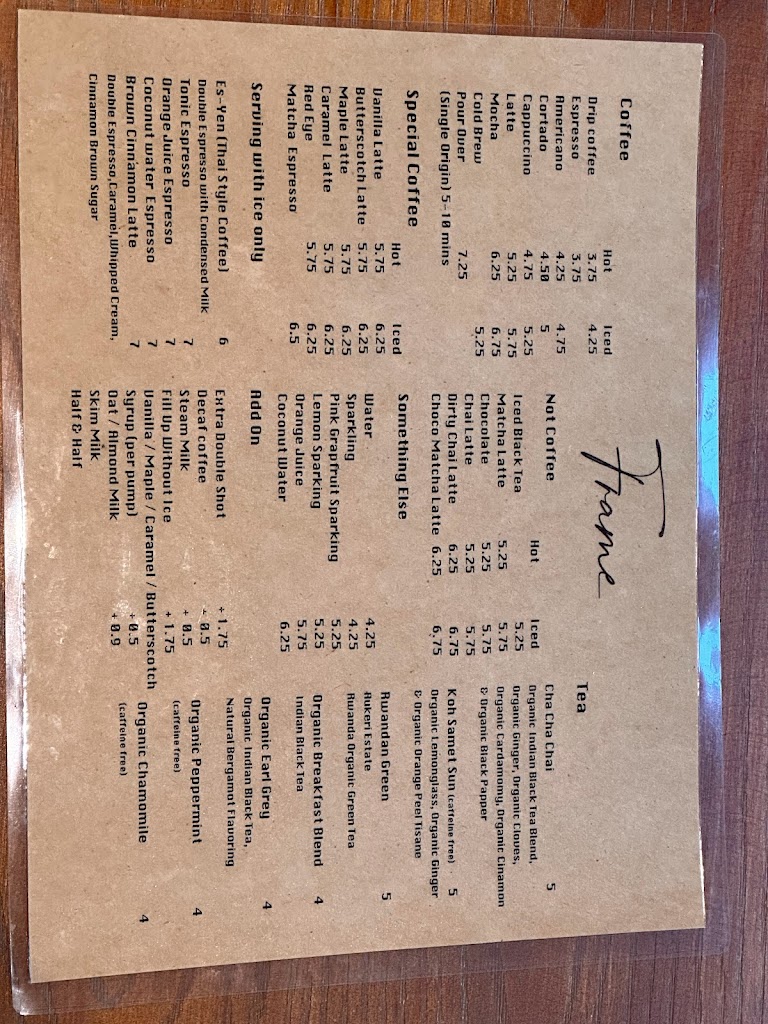 Frame
Coffee
Hot Iced
Drip coffee 3.75 4.25
Espresso 3.75
Americano 4.25 4.75
Cortado 4.50 5
Cappuccino 4.75 5.25
Latte 5.25 5.75
Mocha 6.25 6.75
Cold Brew 5.25
Pour Over 7.25
(Single Origin) 5-10 mins
Special Coffee
Hot Iced
Vanilla Latte 5.75 6.25
Butterscotch Latte 5.75 6.25
Maple Latte 5.75 6.25
Caramel Latte 5.75 6.25
Red Eye 5.75 6.25
Matcha Espresso 6.5
Serving with ice only
Es-Yen (Thai Style Coffee) 6
Double Espresso with Condensed Milk
Tonic Espresso 7
Orange Juice Espresso 7
Coconut water Espresso 7
Brown Cinnamon Latte 7
Double Espresso,Caramel,Whipped Cream,
Cinnamon Brown Sugar
Not Coffee
Hot Iced
Iced Black Tea 5.25
Matcha Latte 5.25 5.75
Chocolate 5.25 5.75
Chai Latte 5.25 5.75
Dirty Chai Latte 6.25 6.75
Choco Matcha Latte 6.25 6.75
Something Else
Water 4.25
Sparkling 4.25
Pink Grapfruit Sparking 5.25
Lemon Sparking 5.25
Orange Juice 5.75
Coconut Water 6.25
Add On
Extra Double Shot + 1.75
Decaf coffee + 0.5
Steam Milk + 0.5
Fill Up Without Ice + 1.75
Vanilla / Maple / Caramel / Butterscotch
Syrup (per pump) + 0.5
Oat / Almond Milk + 0.9
Skim Milk
Half & Half
Tea
Cha Cha Chai 5
Organic Indian Black Tea Blend,
Organic Ginger, Organic Cloves,
Organic Cardamomy, Organic Cinamon
& Organic Black Papper
Koh Samet Sun (caffeine free) 5
Organic Lemonglass, Organic Ginger
& Organic Orange Peel Tisane
Rwandan Green 5
Rukeri Estate
Rwanda Organic Green Tea
Organic Breakfast Blend 4
Indian Black Tea
Organic Earl Grey 4
Organic Indian Black Tea,
Natural Bergamot Flavoring
Organic Peppermint 4
(caffeine free)
Organic Chamomile 4
(caffeine free)